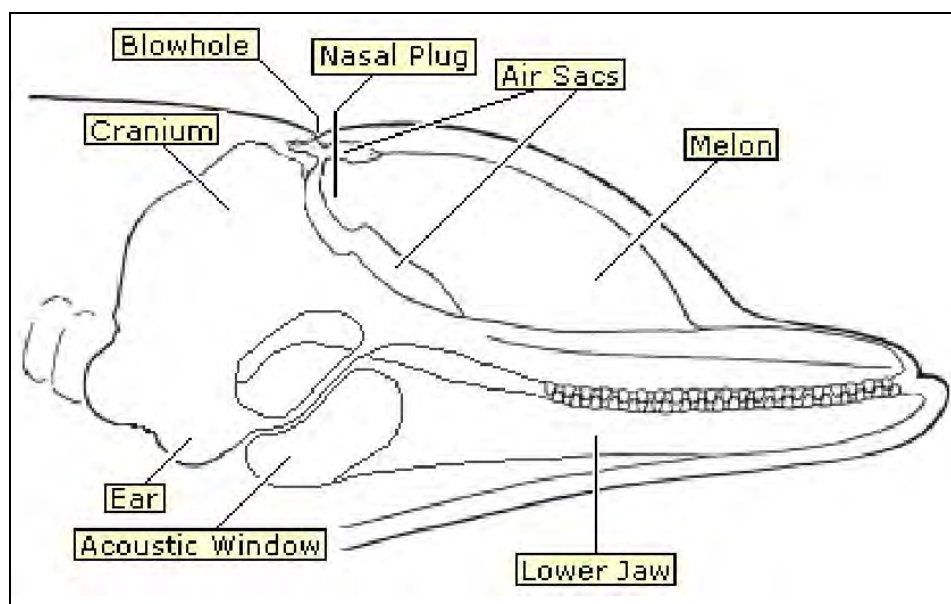 Blowhole
Nasal Plug
Air Sacs
Cranium
Melon
Ear
Acoustic Window
Lower Jaw